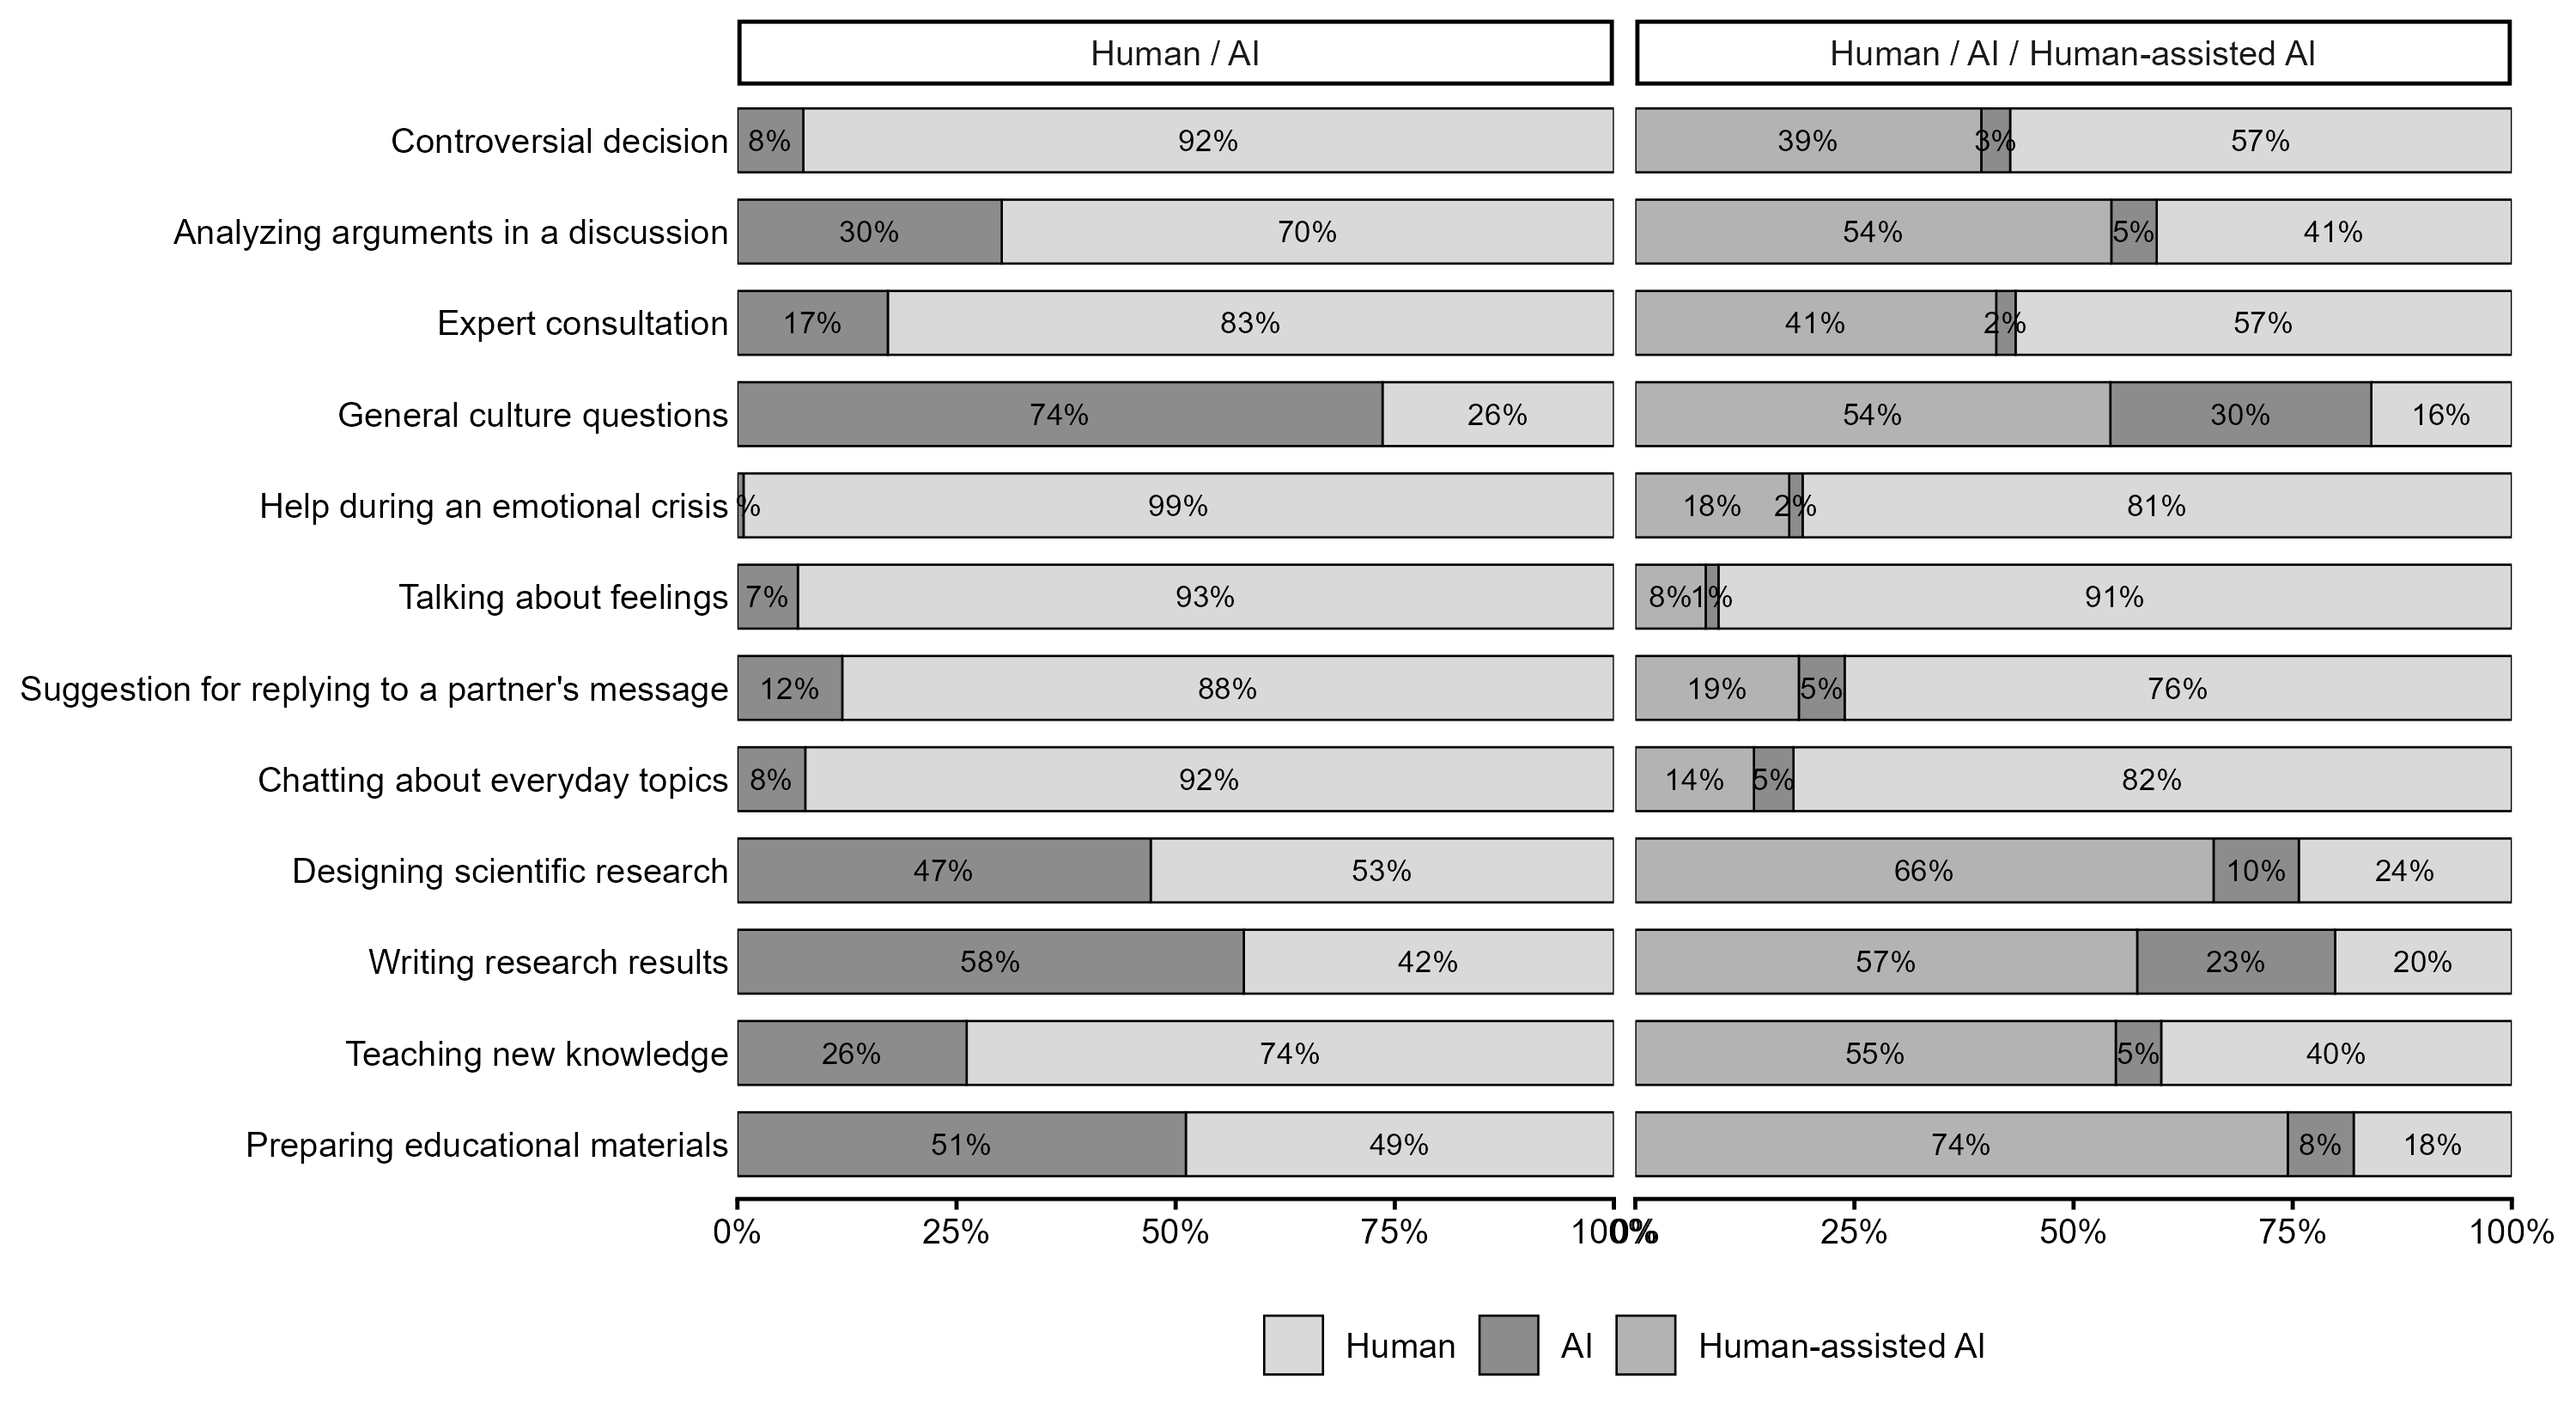 Human / AI
Human / AI / Human-assisted AI
Controversial decision 8% 92% 39% 3% 57%
Analyzing arguments in a discussion 30% 70% 54% 5% 41%
Expert consultation 17% 83% 41% 2% 57%
General culture questions 74% 26% 54% 30% 16%
Help during an emotional crisis % 99% 18% 2% 81%
Talking about feelings 7% 93% 8% 1% 91%
Suggestion for replying to a partner's message 12% 88% 19% 5% 76%
Chatting about everyday topics 8% 92% 14% 5% 82%
Designing scientific research 47% 53% 66% 10% 24%
Writing research results 58% 42% 57% 23% 20%
Teaching new knowledge 26% 74% 55% 5% 40%
Preparing educational materials 51% 49% 74% 8% 18%
0% 25% 50% 75% 100% 0% 25% 50% 75% 100%
Human AI Human-assisted AI